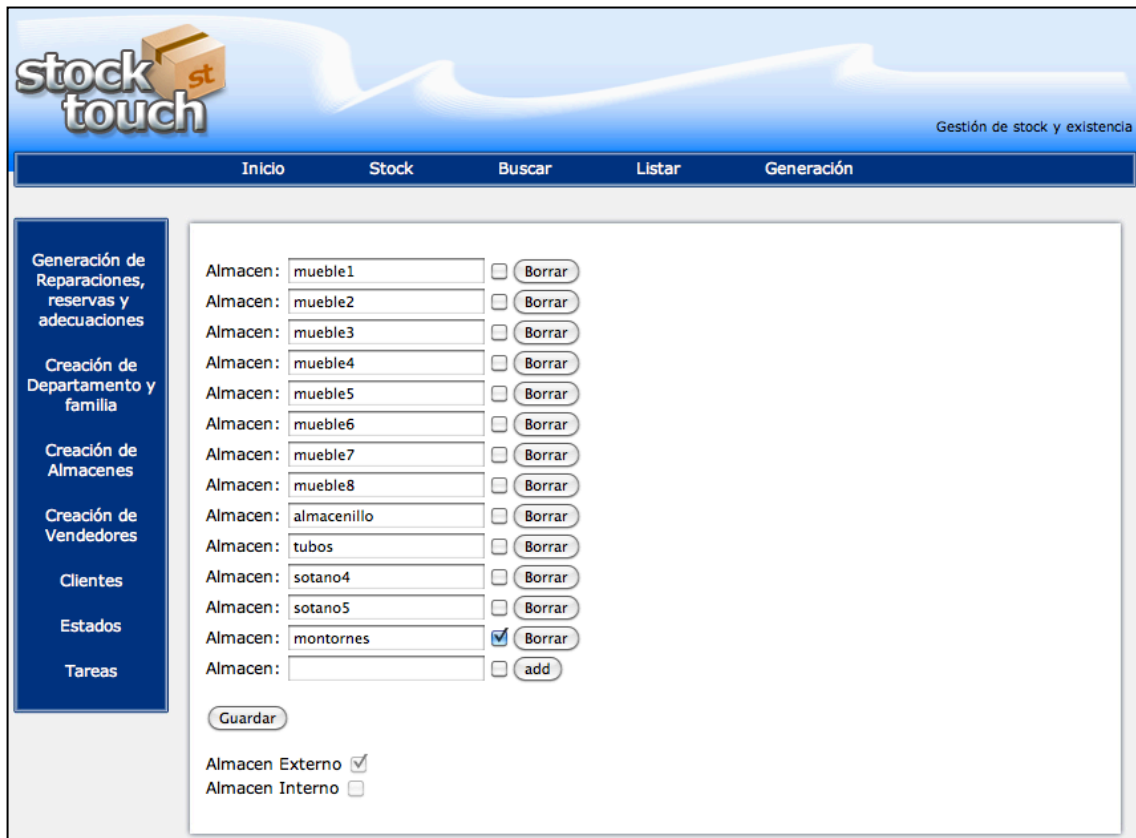 stock
st
touch
Gestión de stock y existencia
Inicio Stock Buscar Listar Generación
Generación de
Reparaciones,
reservas y
adecuaciones
Creación de
Departamento y
familia
Creación de
Almacenes
Creación de
Vendedores
Clientes
Estados
Tareas
Almacen: mueble1 Borrar
Almacen: mueble2 Borrar
Almacen: mueble3 Borrar
Almacen: mueble4 Borrar
Almacen: mueble5 Borrar
Almacen: mueble6 Borrar
Almacen: mueble7 Borrar
Almacen: mueble8 Borrar
Almacen: almacenillo Borrar
Almacen: tubos Borrar
Almacen: sotano4 Borrar
Almacen: sotano5 Borrar
Almacen: montornes Borrar
Almacen: add
Guardar
Almacen Externo
Almacen Interno